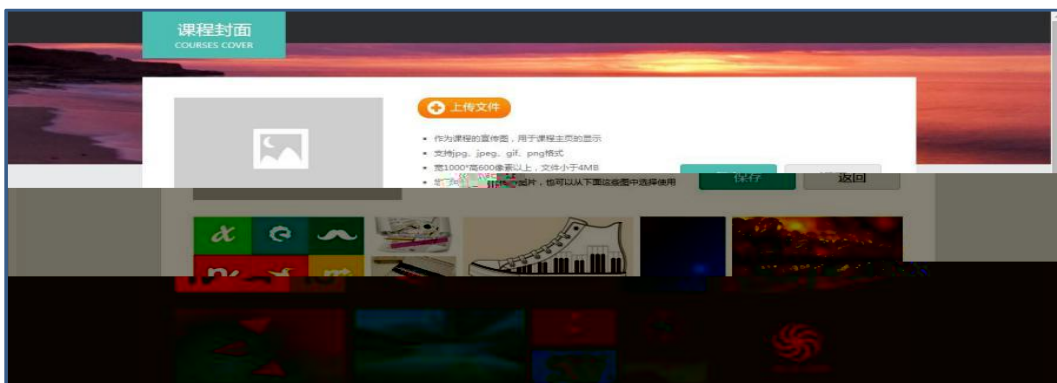 课程封面
COURSES COVER
上传文件
作为课程的宣传图，用于课程主页的显示
支持jpg、jpeg、gif、png格式
宽1000*高600像素以上，文件小于4MB
图片，也可以从下面这些图中选择使用
保存
返回